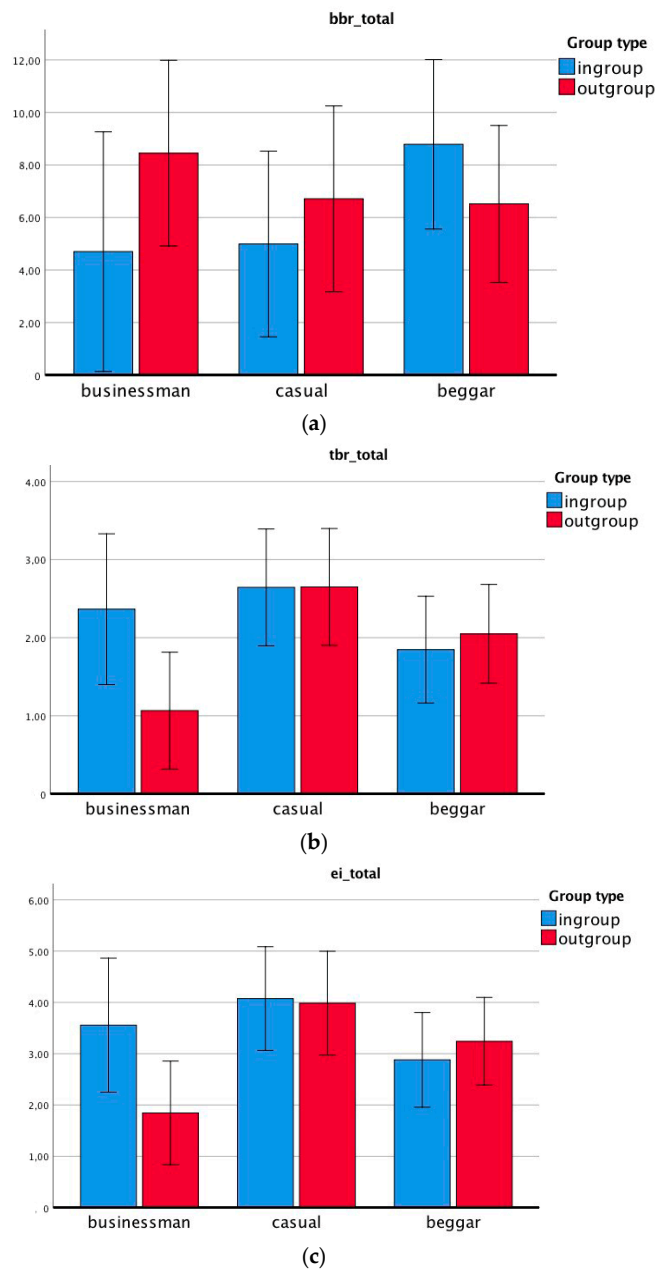 bbr_total
Group type
ingroup
outgroup
12,00
10,00
8,00
6,00
4,00
2,00
0
businessman casual beggar
(a)
tbr_total
Group type
ingroup
outgroup
4,00
3,00
2,00
1,00
0
businessman casual beggar
(b)
ei_total
Group type
ingroup
outgroup
6,00
5,00
4,00
3,00
2,00
1,00
. 0
businessman casual beggar
(c)